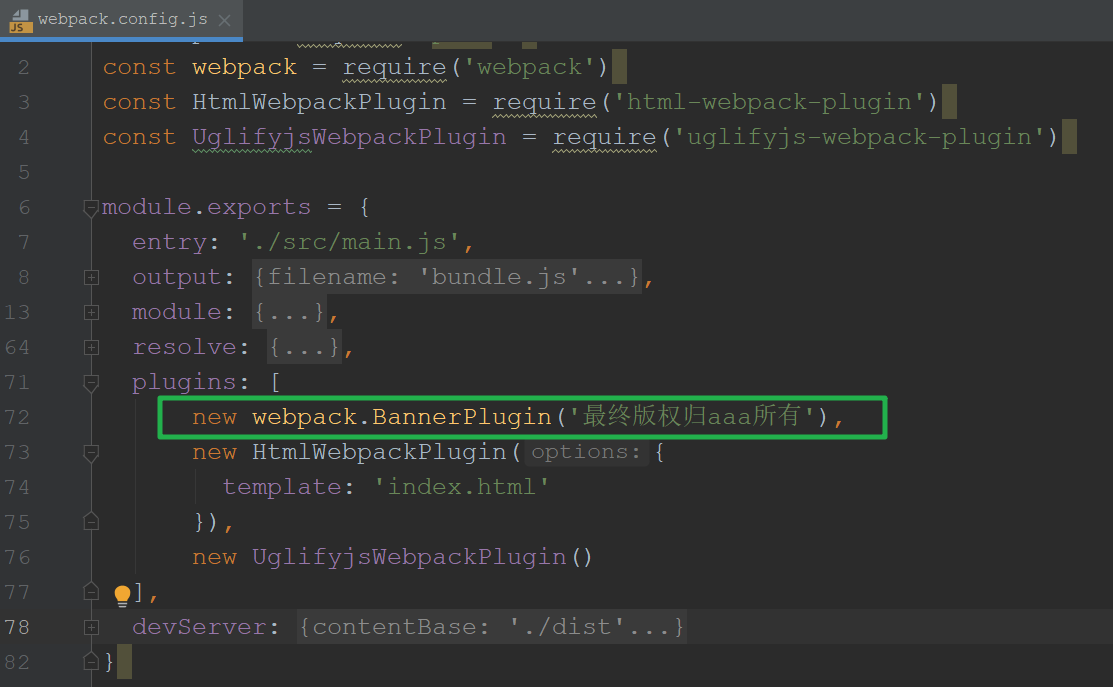 webpack.config.js
JS
2 const webpack = require('webpack')
3 const HtmlWebpackPlugin = require('html-webpack-plugin')
4 const UglifyjsWebpackPlugin = require('uglifyjs-webpack-plugin')
5
6 module.exports = {
7 entry: './src/main.js',
8 output: {filename: 'bundle.js'...},
13 module: {...},
64 resolve: {...},
71 plugins: [
72 new webpack.BannerPlugin('最终版权归aaa所有'),
73 new HtmlWebpackPlugin( options: {
74 template: 'index.html'
75 }),
76 new UglifyjsWebpackPlugin()
77 ],
78 devServer: {contentBase: './dist'...}
82 }